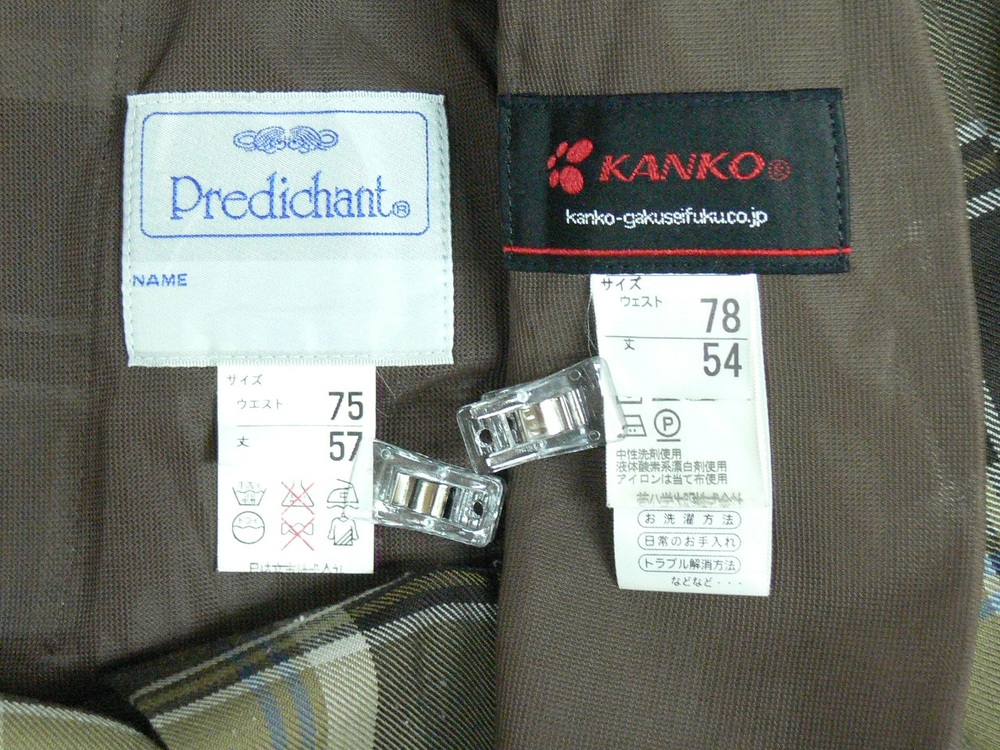 Predichant®
NAME
サイズ
ウエスト 75
丈 57
KANKO®
kanko-gakuseifuku.co.jp
サイズ
ウェスト 78
丈 54
P
中性洗剤使用
液体酸素系漂白剤使用
アイロンは当て布使用
お洗濯方法
日常のお手入れ
トラブル解消方法
などなど・・・